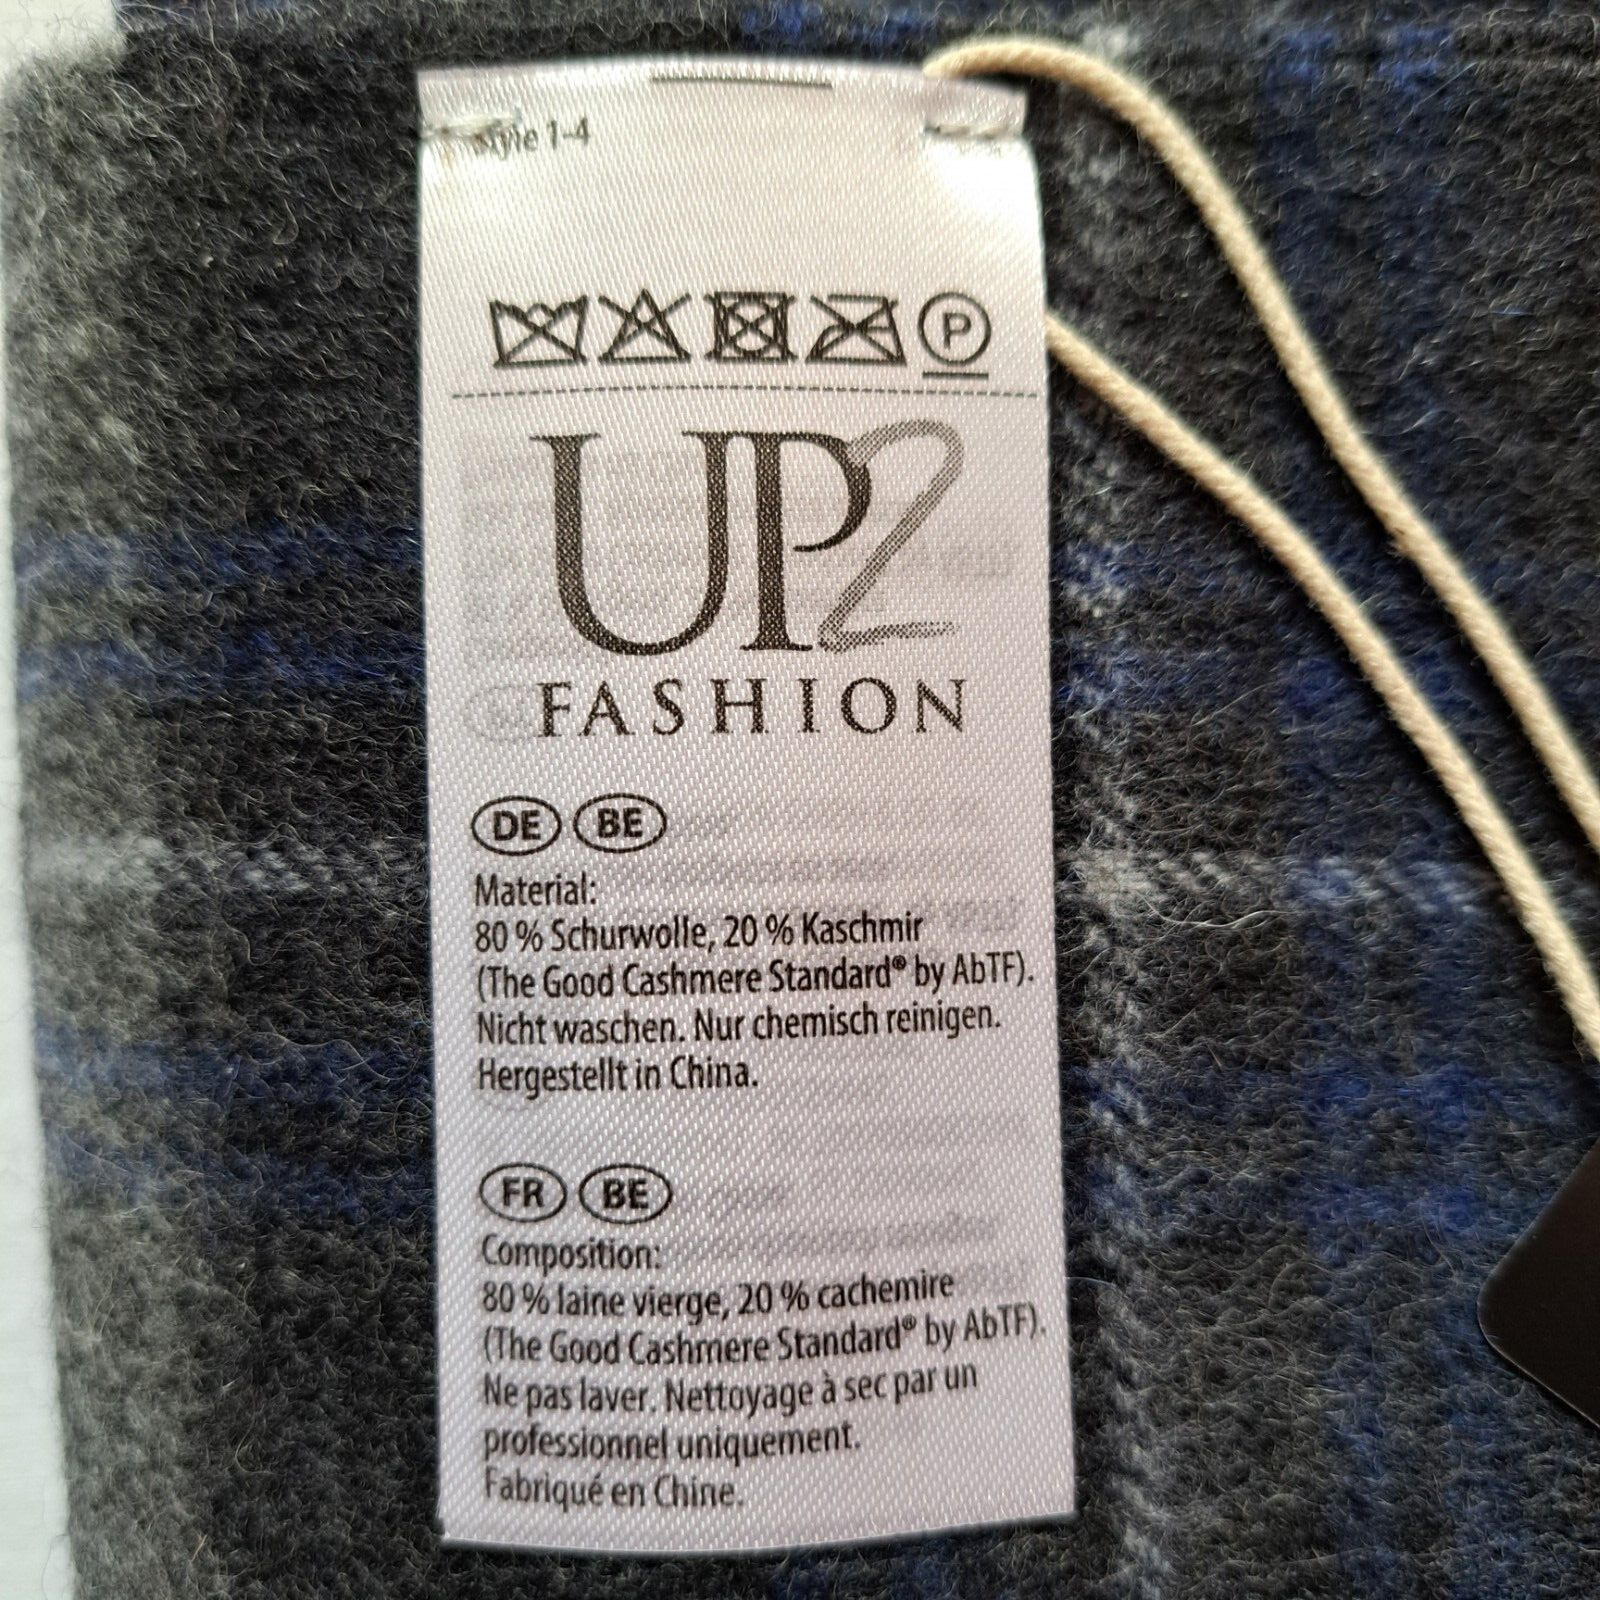 Style 1-4
P
UP2
FASHION
DE BE
Material:
80 % Schurwolle, 20 % Kaschmir
(The Good Cashmere Standard® by AbTF).
Nicht waschen. Nur chemisch reinigen.
Hergestellt in China.
FR BE
Composition:
80 % laine vierge, 20 % cachemire
(The Good Cashmere Standard® by AbTF).
Ne pas laver. Nettoyage à sec par un
professionnel uniquement.
Fabriqué en Chine.